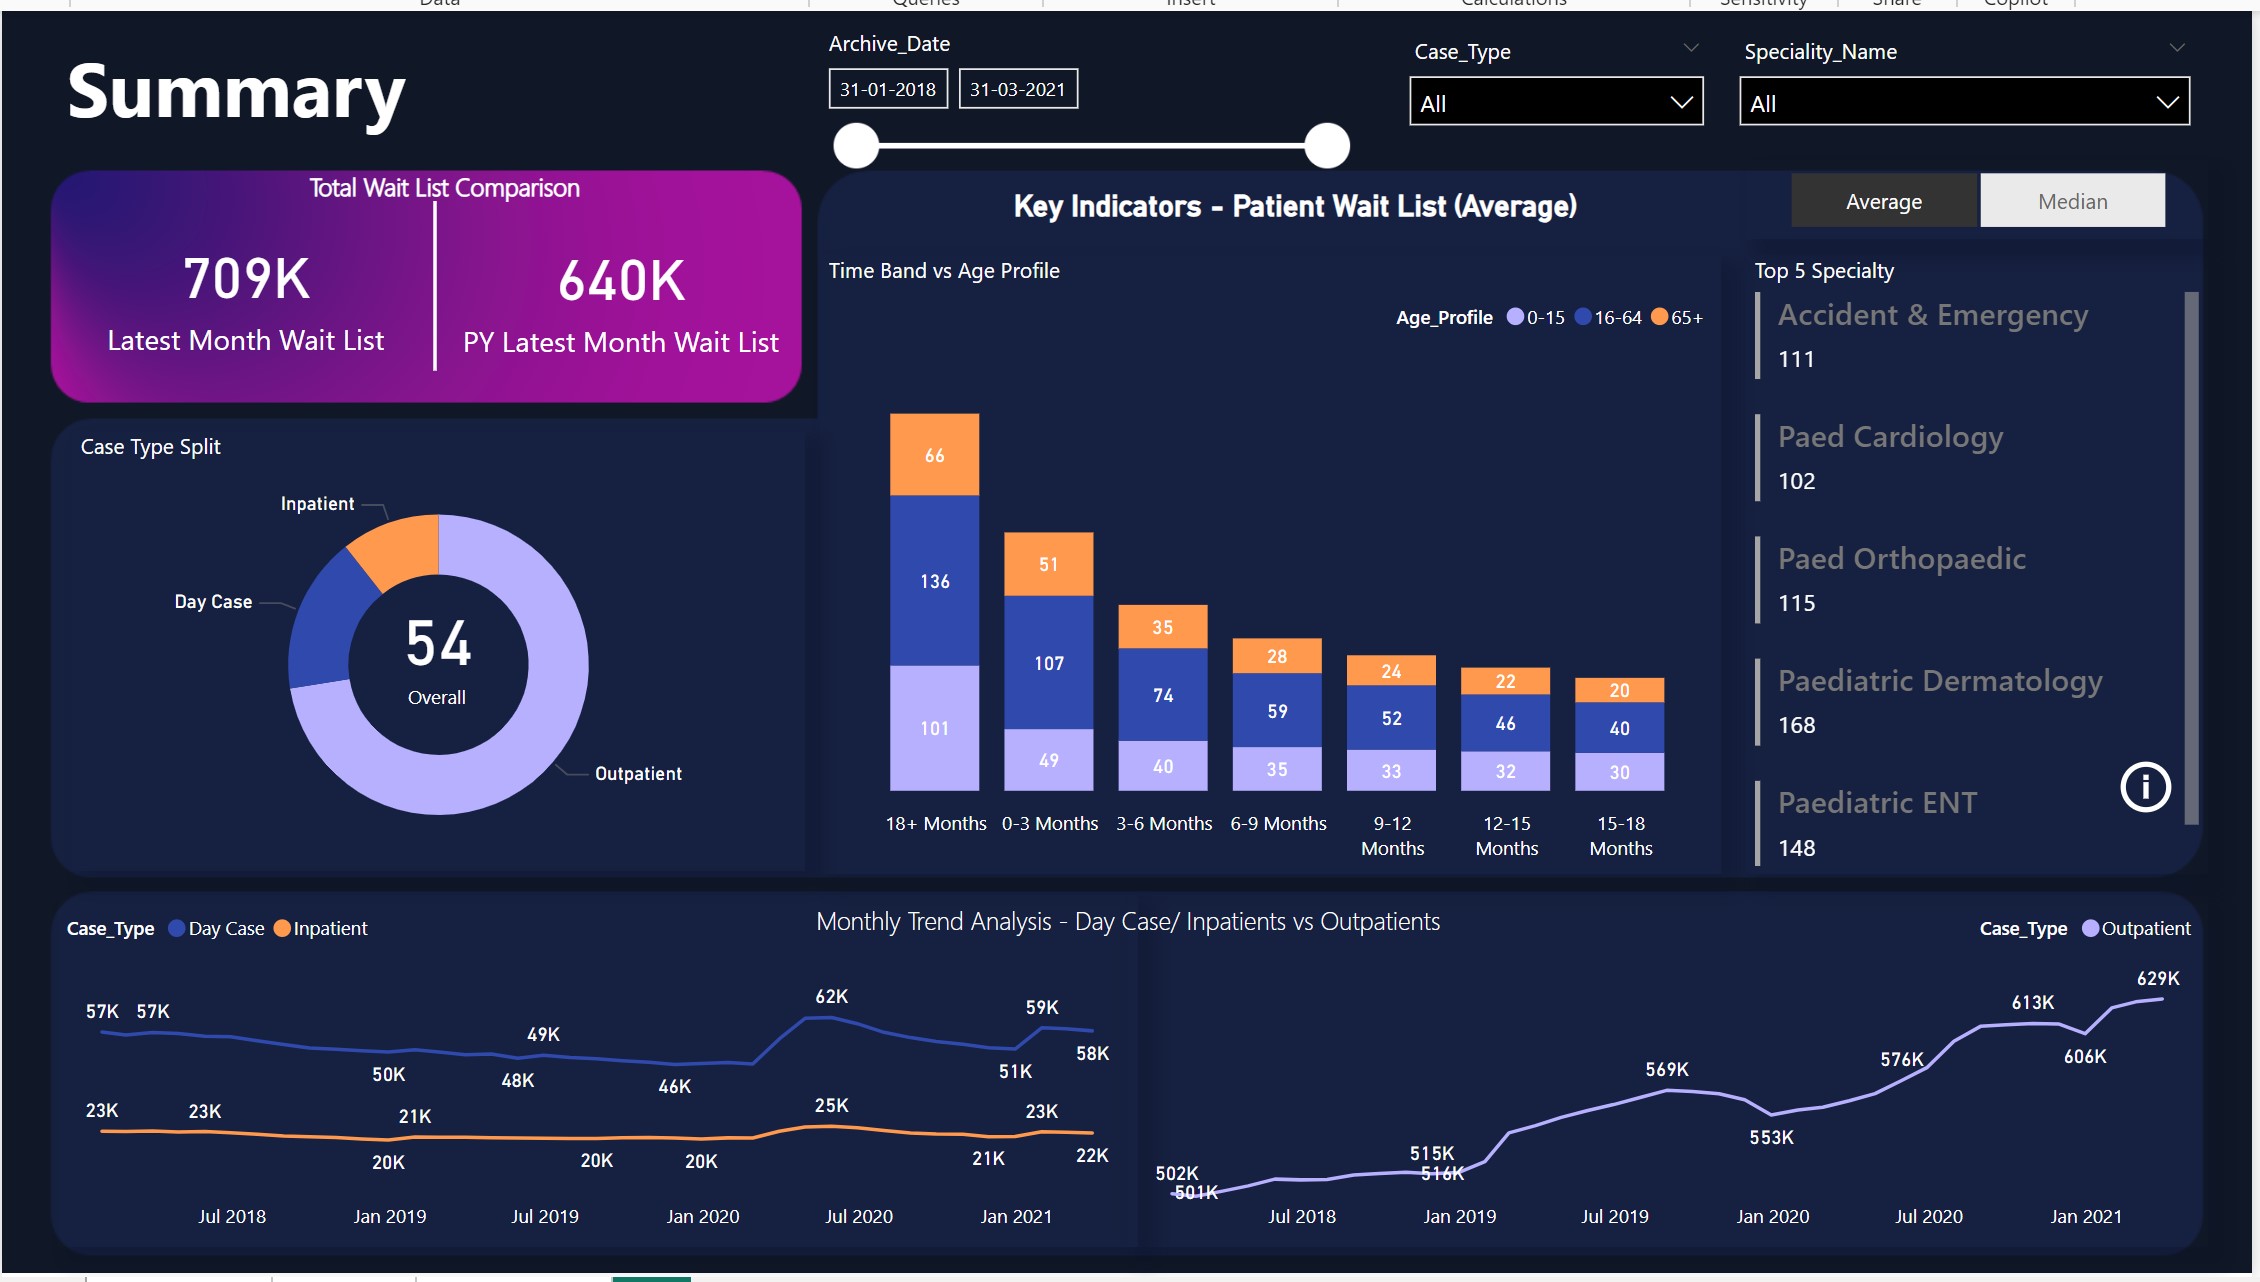 Data Queries Insert Calculations Sensitivity Share Copilot
Summary
Archive_Date
31-01-2018 31-03-2021
Case_Type
All
Speciality_Name
All
Total Wait List Comparison
709K
Latest Month Wait List
640K
PY Latest Month Wait List
Key Indicators - Patient Wait List (Average)
Average Median
Case Type Split
Inpatient
Day Case
54
Overall
Outpatient
Time Band vs Age Profile
Age_Profile 0-15 16-64 65+
66
136
101
51
107
49
35
74
40
28
59
35
24
52
33
22
46
32
20
40
30
18+ Months 0-3 Months 3-6 Months 6-9 Months 9-12 12-15 15-18
Months Months Months
Top 5 Specialty
Accident & Emergency
111
Paed Cardiology
102
Paed Orthopaedic
115
Paediatric Dermatology
168
Paediatric ENT
148
i
Monthly Trend Analysis - Day Case/ Inpatients vs Outpatients
Case_Type Day Case Inpatient
57K 57K 50K 48K 49K 46K 62K 51K 59K 58K
23K 23K 20K 21K 20K 20K 25K 21K 23K 22K
Jul 2018 Jan 2019 Jul 2019 Jan 2020 Jul 2020 Jan 2021
Case_Type Outpatient
502K 501K 515K 516K 569K 553K 576K 613K 606K 629K
Jul 2018 Jan 2019 Jul 2019 Jan 2020 Jul 2020 Jan 2021